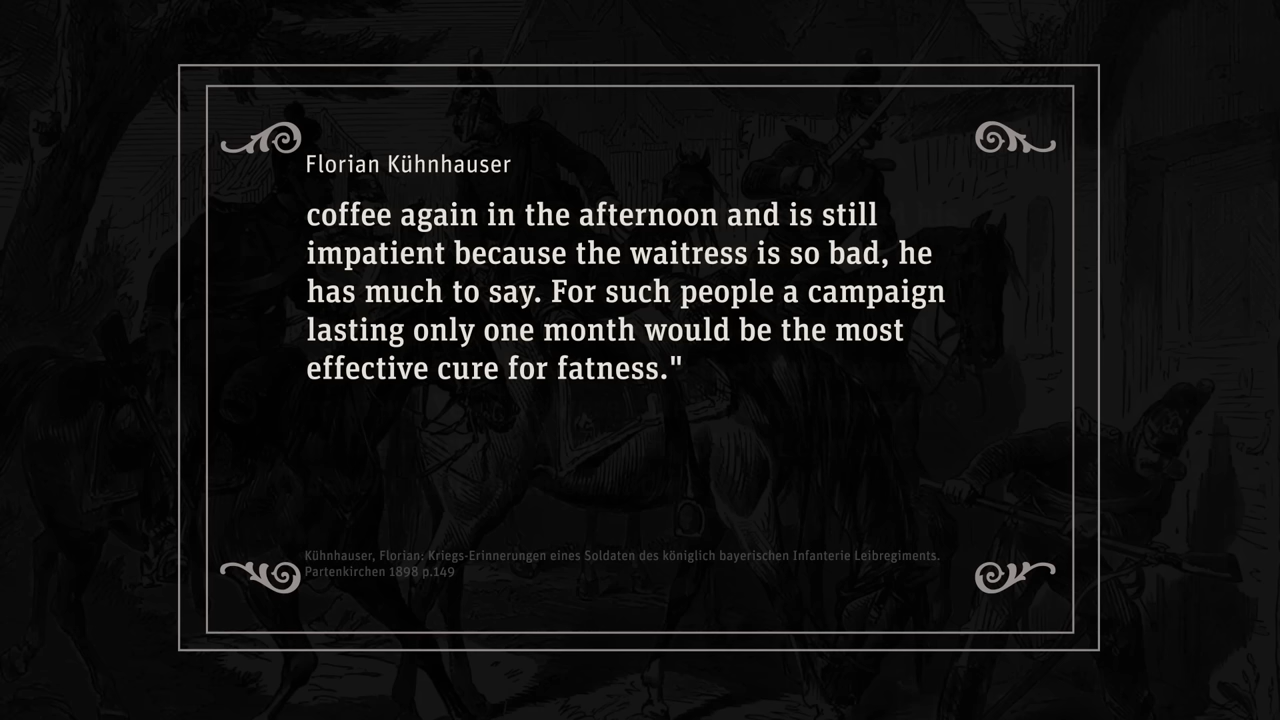 Florian Kühnhauser
coffee again in the afternoon and is still
impatient because the waitress is so bad, he
has much to say. For such people a campaign
lasting only one month would be the most
effective cure for fatness."
Kühnhauser, Florian: Kriegs-Erinnerungen eines Soldaten des königlich bayerischen Infanterie Leibregiments.
Partenkirchen 1898 p.149